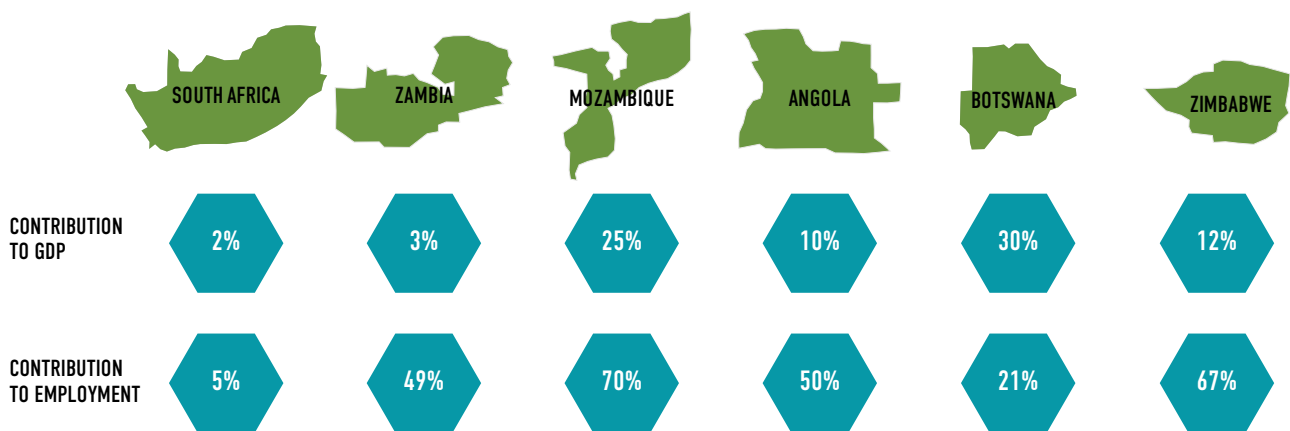 SOUTH AFRICA
ZAMBIA
MOZAMBIQUE
ANGOLA
BOTSWANA
ZIMBABWE
CONTRIBUTION
TO GDP
2%
3%
25%
10%
30%
12%
CONTRIBUTION
TO EMPLOYMENT
5%
49%
70%
50%
21%
67%